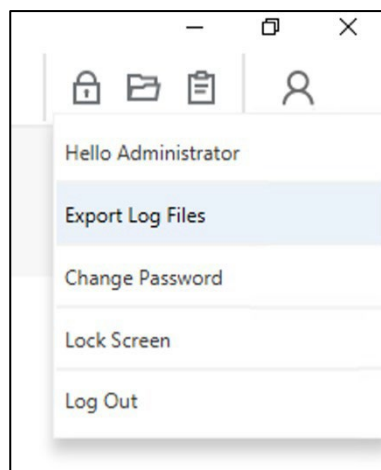 Hello Administrator
Export Log Files
Change Password
Lock Screen
Log Out